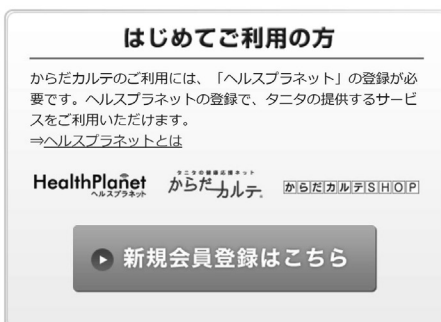 はじめてご利用の方
からだカルテのご利用には、「ヘルスプラネット」の登録が必
要です。ヘルスプラネットの登録で、タニタの提供するサービ
スをご利用いただけます。
⇒ヘルスプラネットとは
HealthPlanet
ヘルスプラネット
タニタの健康応援ネット
からだカルテ
からだカルテSHOP
新規会員登録はこちら